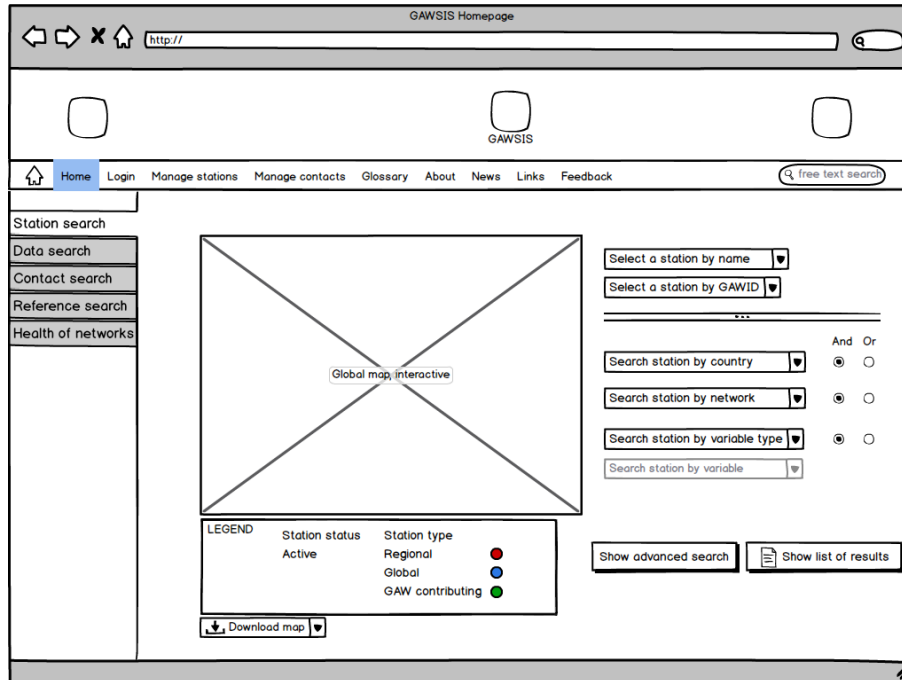 GAWSIS Homepage
http://
GAWSIS
Home Login Manage stations Manage contacts Glossary About News Links Feedback free text search
Station search
Data search
Contact search
Reference search
Health of networks
Global map, interactive
Select a station by name
Select a station by GAWID
And Or
Search station by country
Search station by network
Search station by variable type
Search station by variable
LEGEND
Station status Station type
Active Regional
Global
GAW contributing
Download map
Show advanced search
Show list of results